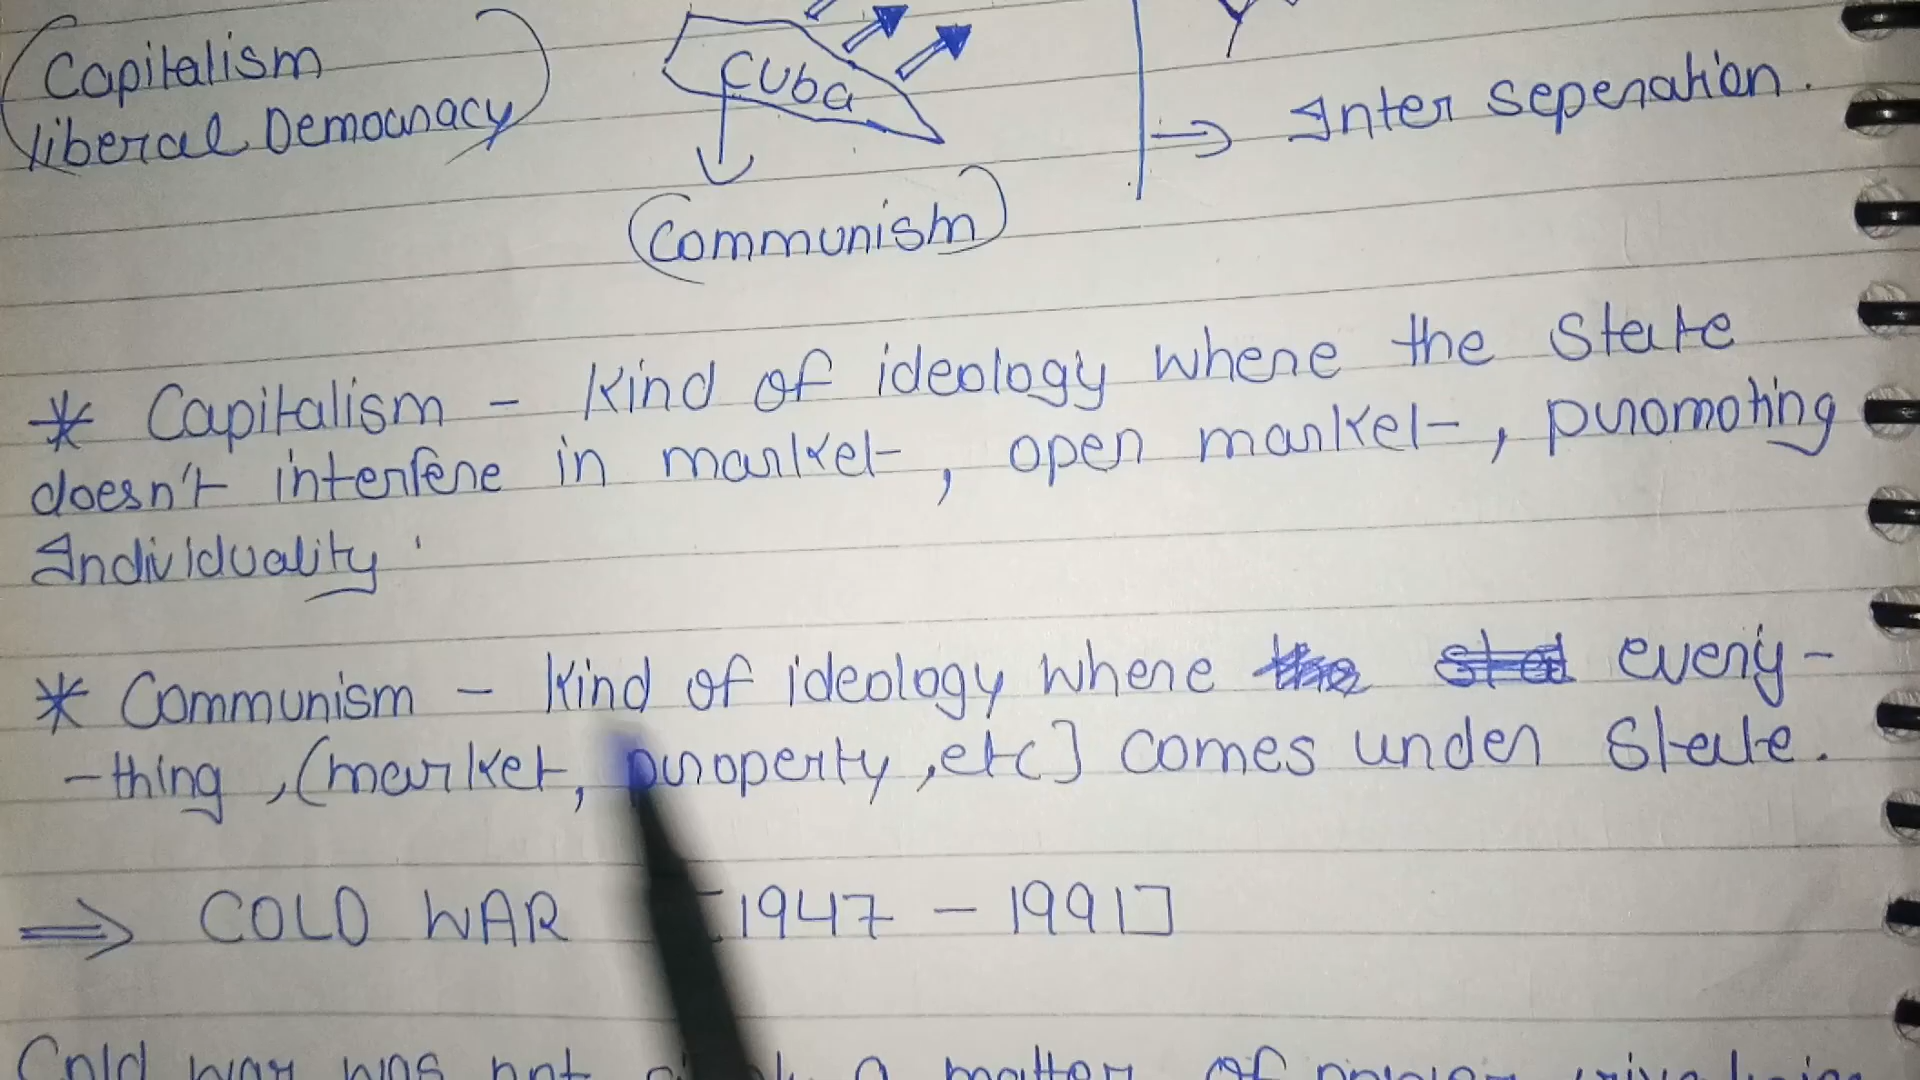 Capitalism
liberal Democracy
Cuba
Communism
⇒ Inter seperation.
* Capitalism - Kind of ideology where the state
doesn't interfere in market, open market, promoting
Individuality.
* Communism - Kind of ideology where every-
-thing, (market, property, etc] comes under state.
⇒ COLD WAR [1947 - 1991]
Cold war was not a matter of